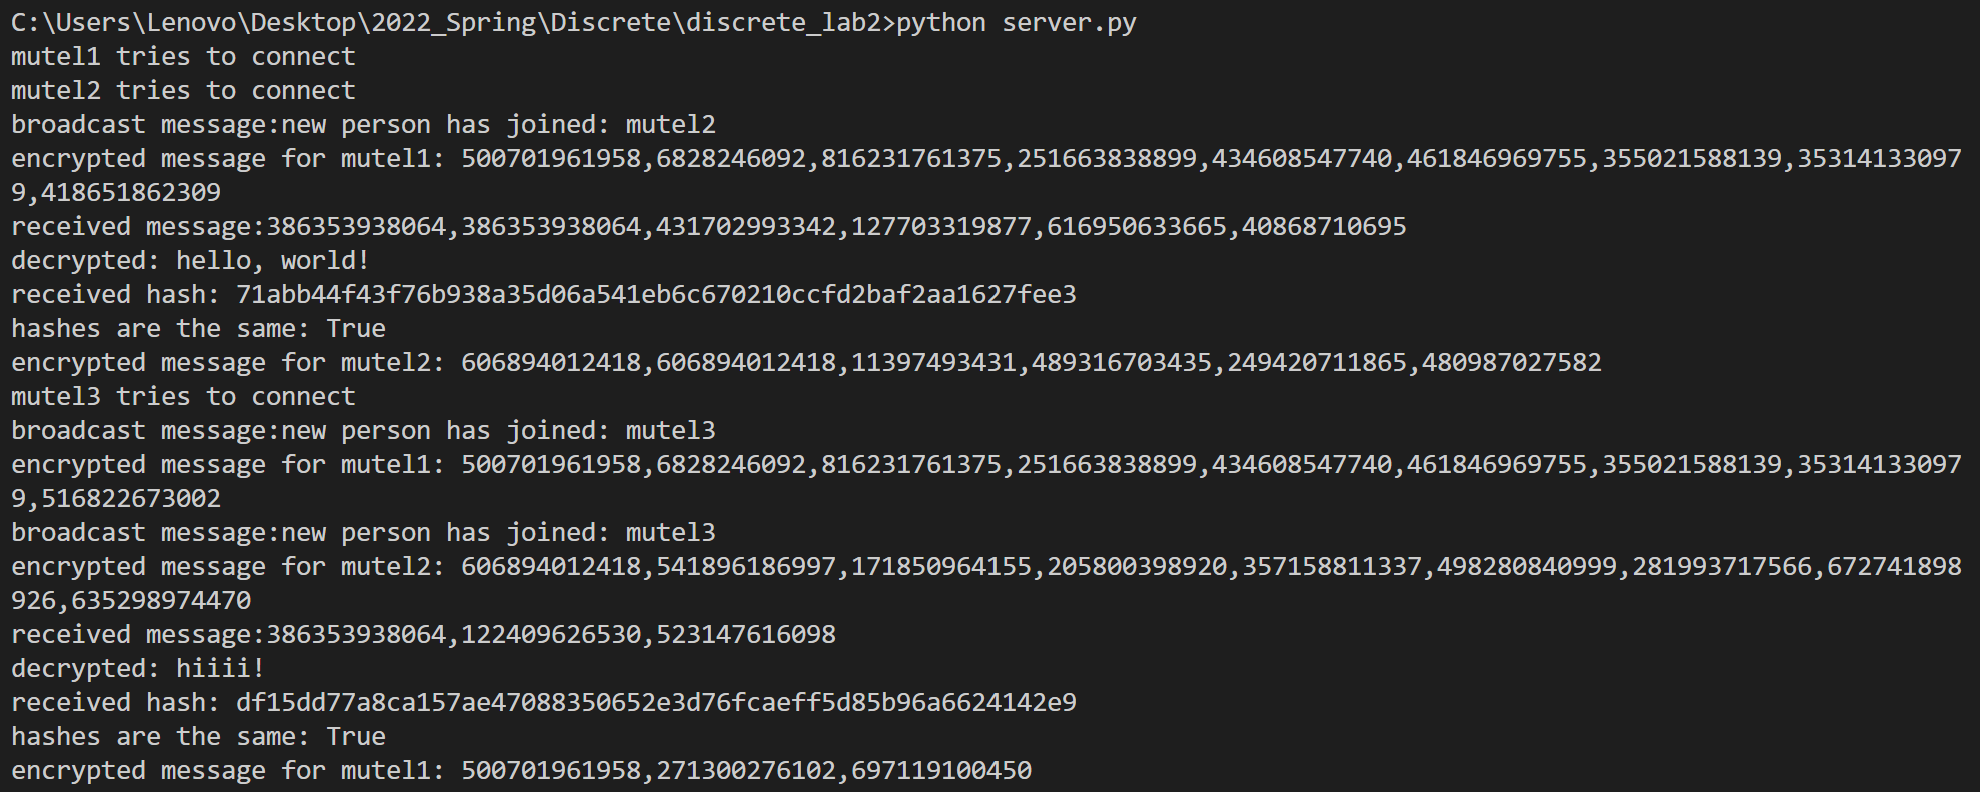 C:\Users\Lenovo\Desktop\2022_Spring\Discrete\discrete_lab2>python server.py
mutel1 tries to connect
mutel2 tries to connect
broadcast message:new person has joined: mutel2
encrypted message for mutel1: 500701961958,6828246092,816231761375,251663838899,434608547740,461846969755,355021588139,35314133097
9,418651862309
received message:386353938064,386353938064,431702993342,127703319877,616950633665,40868710695
decrypted: hello, world!
received hash: 71abb44f43f76b938a35d06a541eb6c670210ccfd2baf2aa1627fee3
hashes are the same: True
encrypted message for mutel2: 606894012418,606894012418,11397493431,489316703435,249420711865,480987027582
mutel3 tries to connect
broadcast message:new person has joined: mutel3
encrypted message for mutel1: 500701961958,6828246092,816231761375,251663838899,434608547740,461846969755,355021588139,35314133097
9,516822673002
broadcast message:new person has joined: mutel3
encrypted message for mutel2: 606894012418,541896186997,171850964155,205800398920,357158811337,498280840999,281993717566,672741898
926,635298974470
received message:386353938064,122409626530,523147616098
decrypted: hiiii!
received hash: df15dd77a8ca157ae47088350652e3d76fcaeff5d85b96a6624142e9
hashes are the same: True
encrypted message for mutel1: 500701961958,271300276102,697119100450